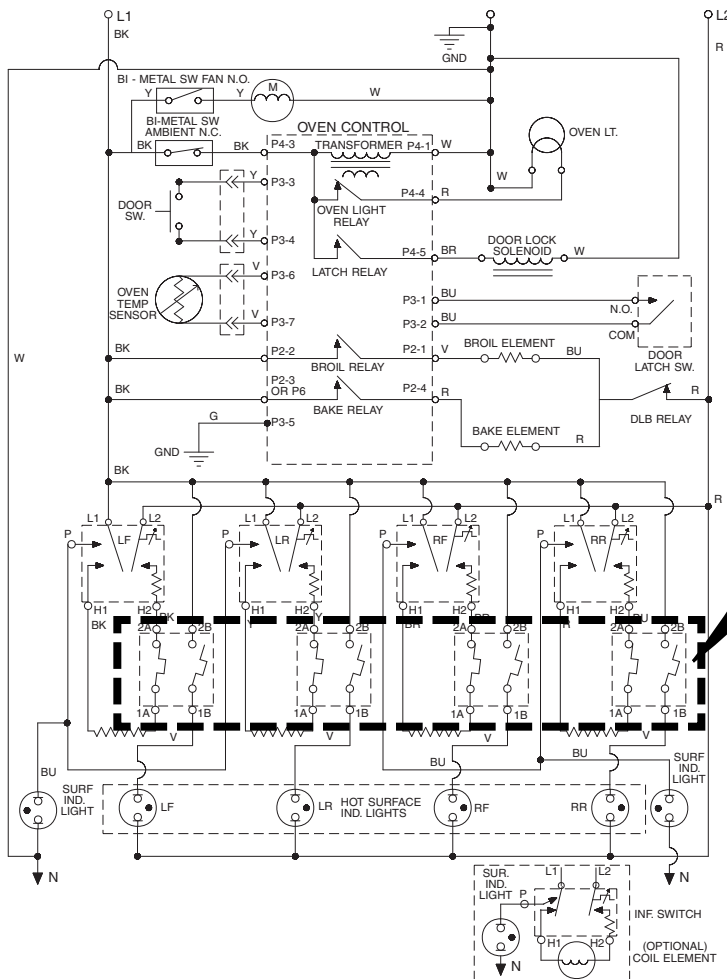 L1
L2
BK
R
GND
BI - METAL SW FAN N.O.
Y
Y
M
W
BI-METAL SW
AMBIENT N.C.
BK
BK
OVEN CONTROL
P4-3
TRANSFORMER
P4-1
W
OVEN LT.
W
P3-3
Y
P4-4
R
DOOR
SW.
OVEN LIGHT
RELAY
P3-4
Y
P4-5
BR
DOOR LOCK
SOLENOID
W
LATCH RELAY
P3-6
V
OVEN
TEMP
SENSOR
P3-1
BU
N.O.
P3-7
V
P3-2
BU
COM
DOOR
LATCH SW.
W
BK
P2-2
BROIL RELAY
P2-1
V
BROIL ELEMENT
BU
BK
P2-3
OR P6
BAKE RELAY
P2-4
R
R
DLB RELAY
G
P3-5
BAKE ELEMENT
R
GND
BK
R
L1
L2
L1
L2
L1
L2
L1
L2
P
LF
P
LR
P
RF
P
RR
H1
H2
H1
H2
H1
H2
H1
H2
BK
BK
Y
Y
BR
BR
R
BU
2A
2B
2A
2B
2A
2B
2A
2B
1A
1B
1A
1B
1A
1B
1A
1B
V
V
V
V
BU
BU
BU
BU
SURF
IND.
LIGHT
LF
LR
HOT SURFACE
IND. LIGHTS
RF
RR
SURF
IND.
LIGHT
N
N
SUR.
IND.
LIGHT
P
L1
L2
INF. SWITCH
H1
H2
(OPTIONAL)
COIL ELEMENT
N